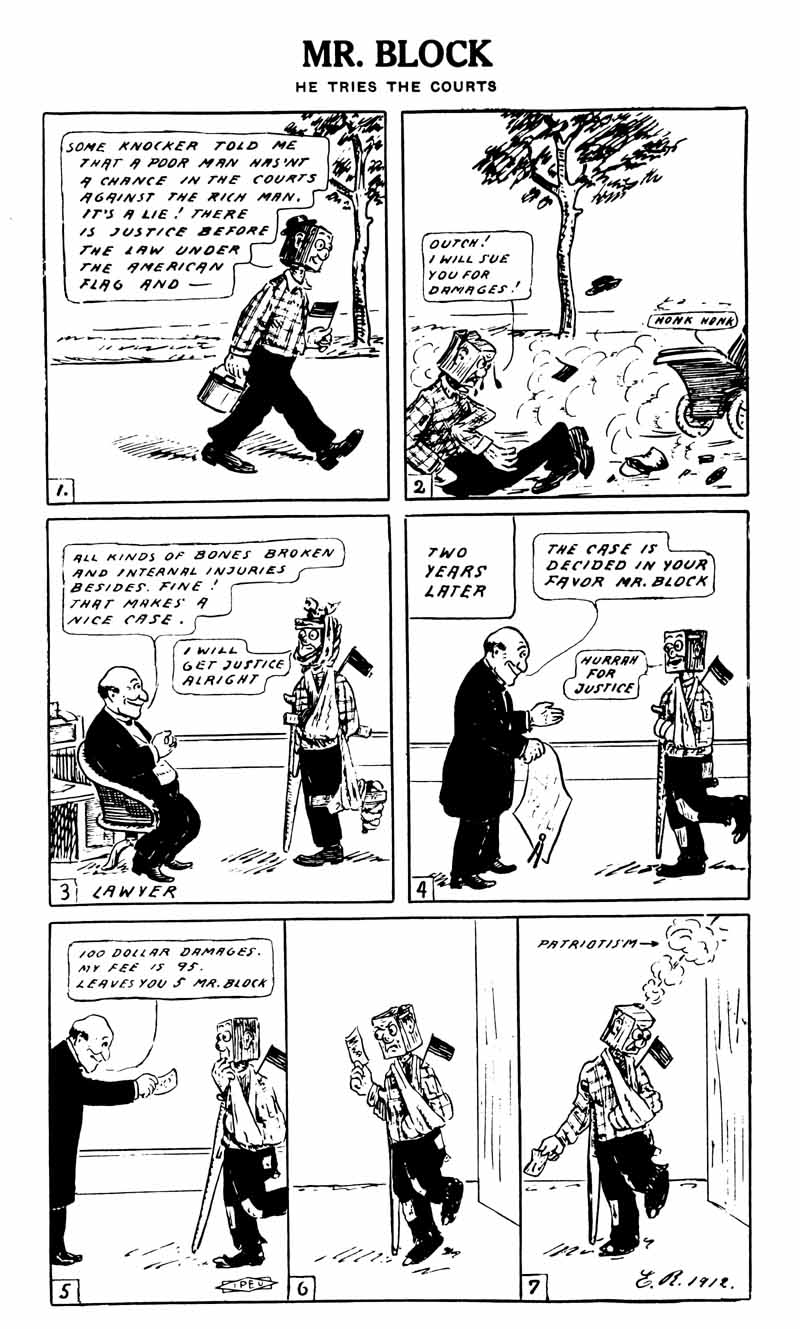 MR. BLOCK
HE TRIES THE COURTS
SOME KNOCKER TOLD ME
THAT A POOR MAN HAS'NT
A CHANCE IN THE COURTS
AGAINST THE RICH MAN.
IT'S A LIE! THERE
IS JUSTICE BEFORE
THE LAW UNDER
THE AMERICAN
FLAG AND —
1.
OUTCH!
I WILL SUE
YOU FOR
DAMAGES!
HONK HONK
2
ALL KINDS OF BONES BROKEN
AND INTERNAL INJURIES
BESIDES. FINE!
THAT MAKES A
NICE CASE.
I WILL
GET JUSTICE
ALRIGHT
3 LAWYER
TWO
YEARS
LATER
THE CASE IS
DECIDED IN YOUR
FAVOR MR. BLOCK
HURRAH
FOR
JUSTICE
4
100 DOLLAR DAMAGES.
MY FEE IS 95.
LEAVES YOU 5 MR. BLOCK
5
IPEU
6
PATRIOTISM→
7
E. R. 1912.